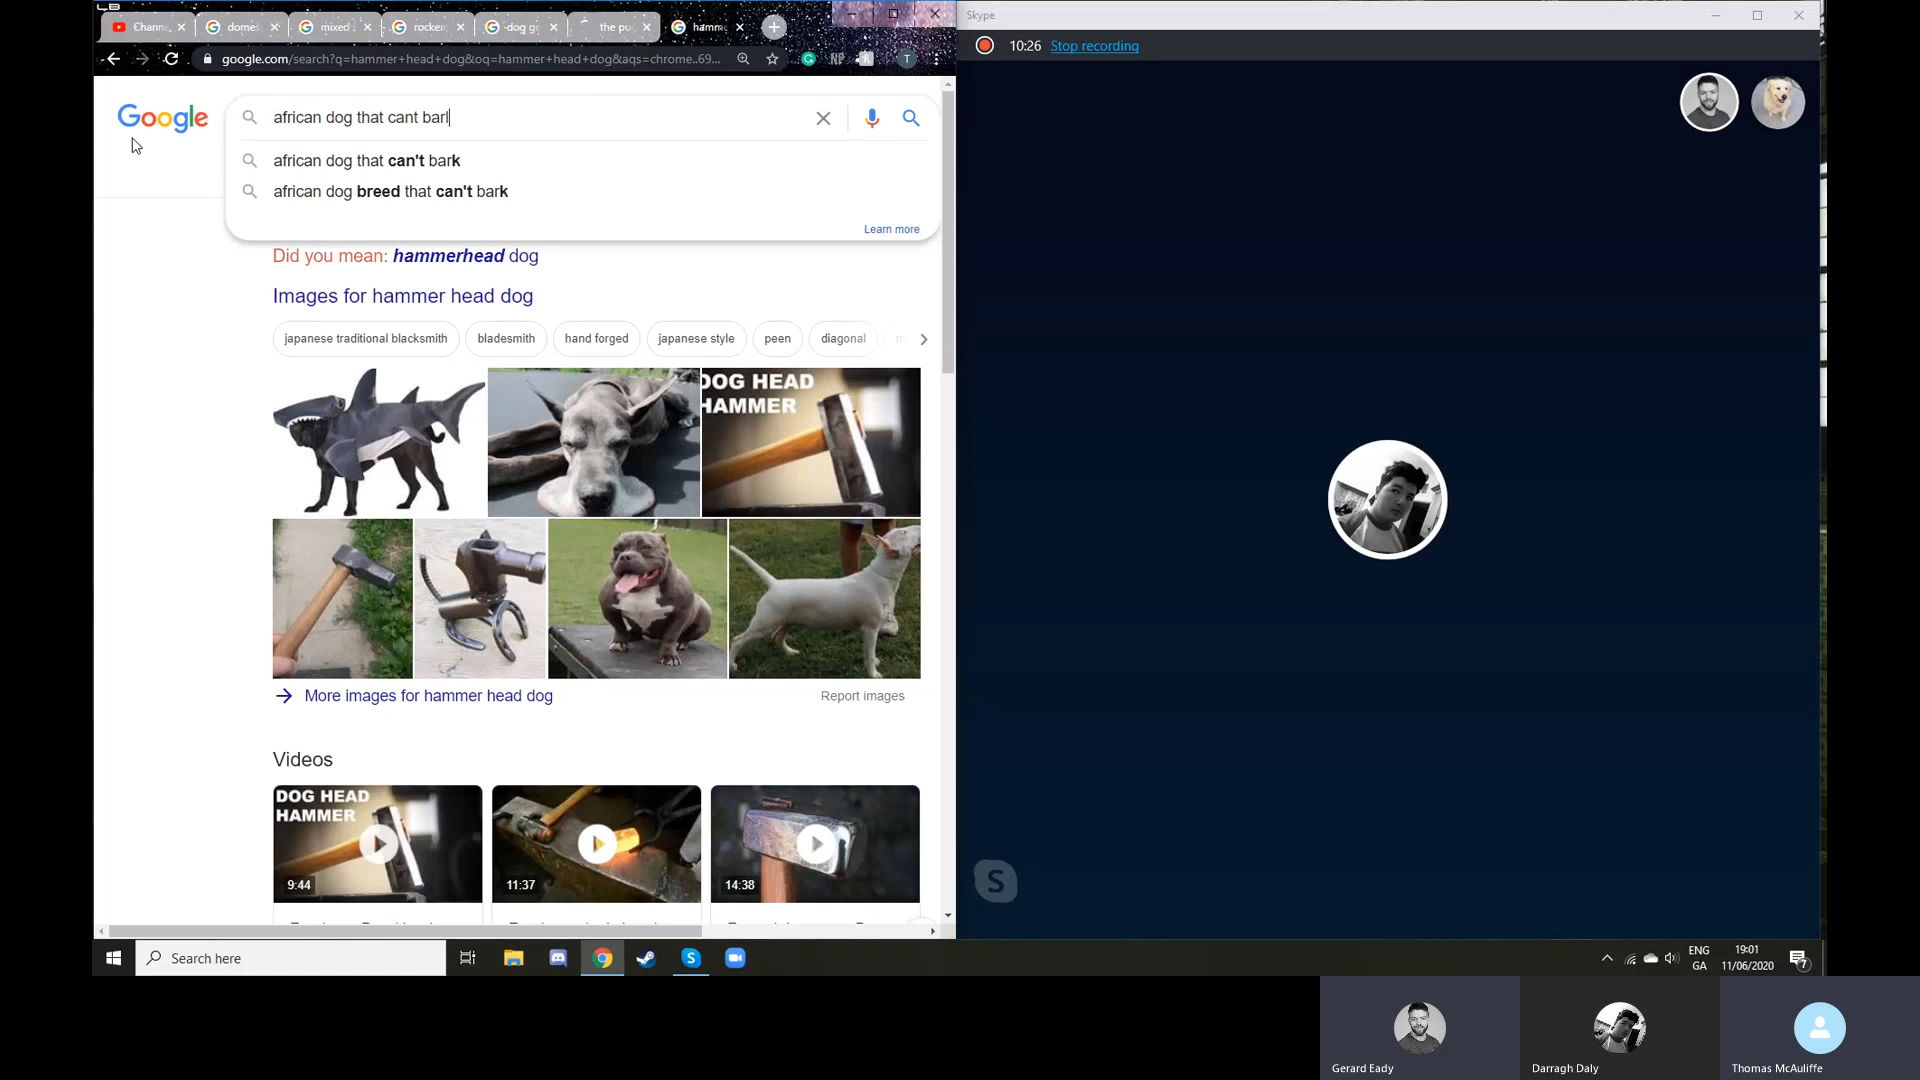 Channe
domes
mixed
rocker
-dog ge
the pu
hamme
Skype
google.com/search?q=hammer+head+dog&oq=hammer+head+dog&aqs=chrome..69...
T
10:26 Stop recording
Google
african dog that cant barl
african dog that can't bark
african dog breed that can't bark
Learn more
Did you mean: hammerhead dog
Images for hammer head dog
japanese traditional blacksmith
bladesmith
hand forged
japanese style
peen
diagonal
DOG HEAD
HAMMER
More images for hammer head dog
Report images
Videos
DOG HEAD
HAMMER
9:44
11:37
14:38
S
Search here
ENG
GA
19:01
11/06/2020
7
Gerard Eady
Darragh Daly
Thomas McAuliffe